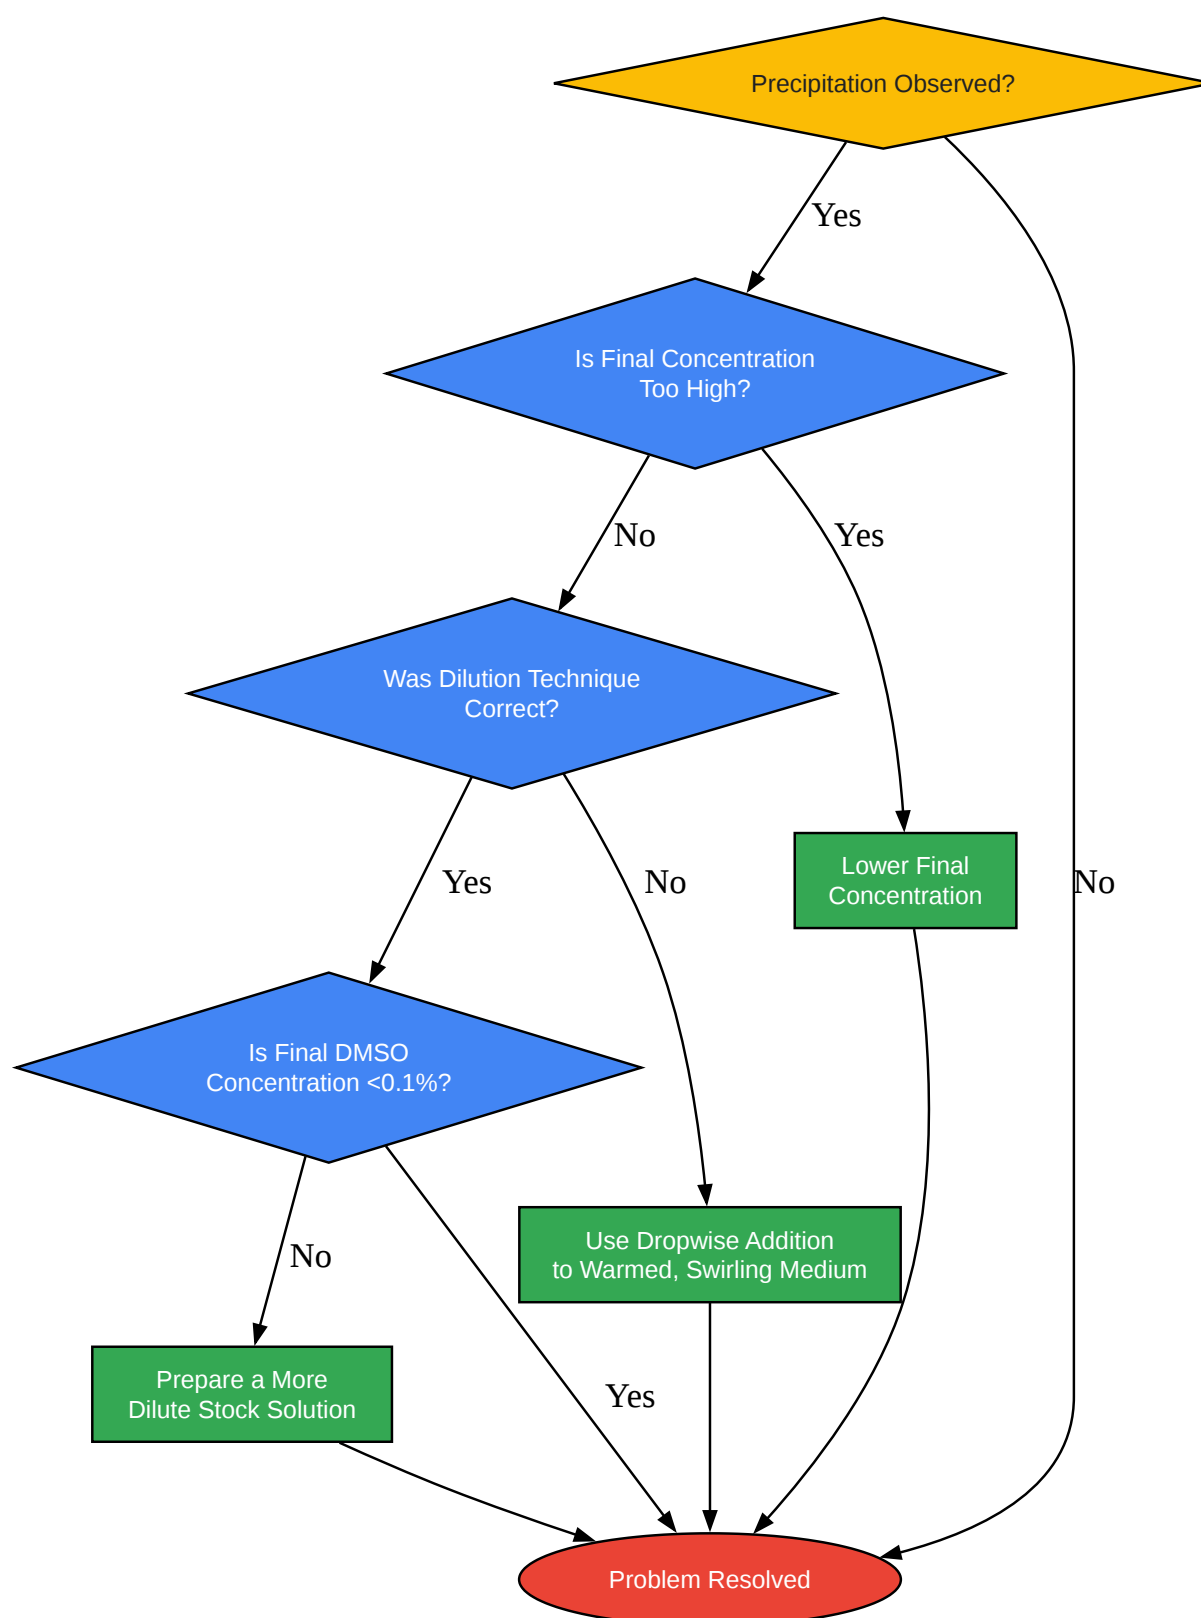 Precipitation Observed?
Yes
Is Final Concentration
Too High?
No
Yes
Was Dilution Technique
Correct?
Yes
No
Lower Final
Concentration
No
Is Final DMSO
Concentration <0.1%?
No
Use Dropwise Addition
to Warmed, Swirling Medium
Prepare a More
Dilute Stock Solution
Yes
Problem Resolved